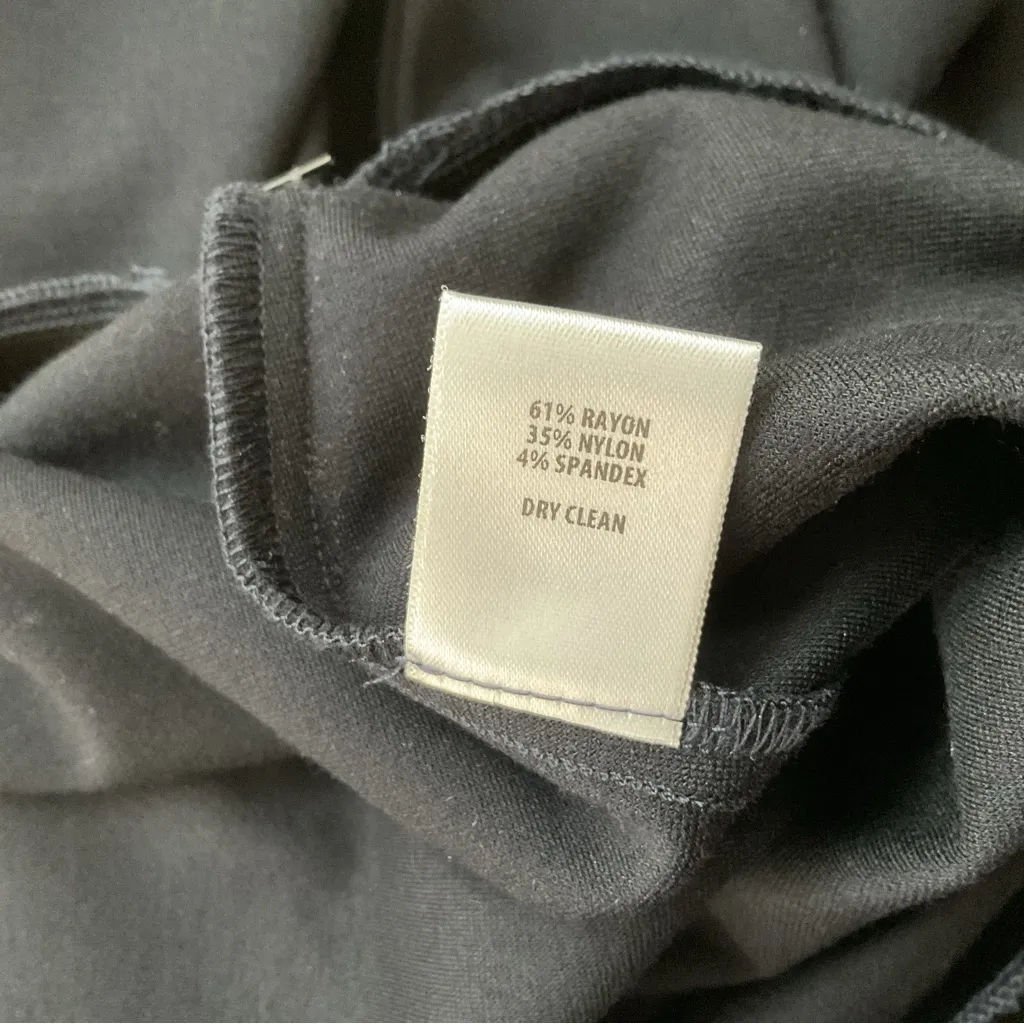 61% RAYON
35% NYLON
4% SPANDEX
DRY CLEAN